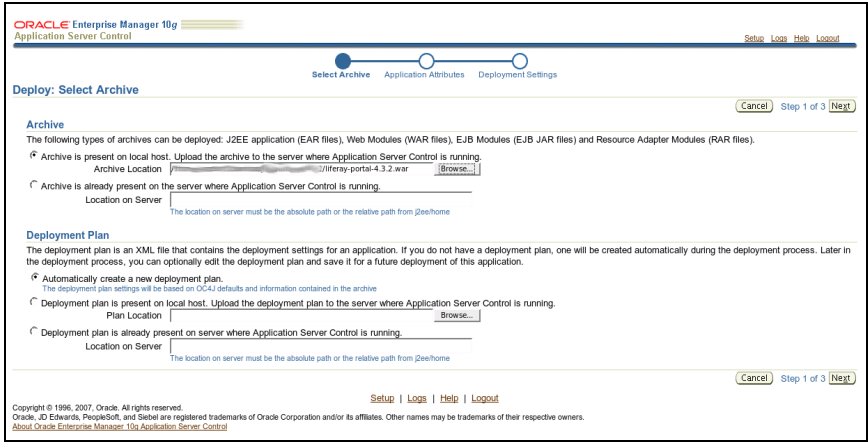 ORACLE Enterprise Manager 10g
Application Server Control
Setup Logs Help Logout
Select Archive Application Attributes Deployment Settings
Deploy: Select Archive
Cancel Step 1 of 3 Next
Archive
The following types of archives can be deployed: J2EE application (EAR files), Web Modules (WAR files), EJB Modules (EJB JAR files) and Resource Adapter Modules (RAR files).
Archive is present on local host. Upload the archive to the server where Application Server Control is running.
Archive Location / /liferay-portal-4.3.2.war Browse...
Archive is already present on the server where Application Server Control is running.
Location on Server
The location on server must be the absolute path or the relative path from j2ee/home
Deployment Plan
The deployment plan is an XML file that contains the deployment settings for an application. If you do not have a deployment plan, one will be created automatically during the deployment process. Later in
the deployment process, you can optionally edit the deployment plan and save it for a future deployment of this application.
Automatically create a new deployment plan.
The deployment plan settings will be based on OC4J defaults and information contained in the archive
Deployment plan is present on local host. Upload the deployment plan to the server where Application Server Control is running.
Plan Location Browse...
Deployment plan is already present on server where Application Server Control is running.
Location on Server
The location on server must be the absolute path or the relative path from j2ee/home
Cancel Step 1 of 3 Next
Setup | Logs | Help | Logout
Copyright © 1996, 2007, Oracle. All rights reserved.
Oracle, JD Edwards, PeopleSoft, and Siebel are registered trademarks of Oracle Corporation and/or its affiliates. Other names may be trademarks of their respective owners.
About Oracle Enterprise Manager 10g Application Server Control